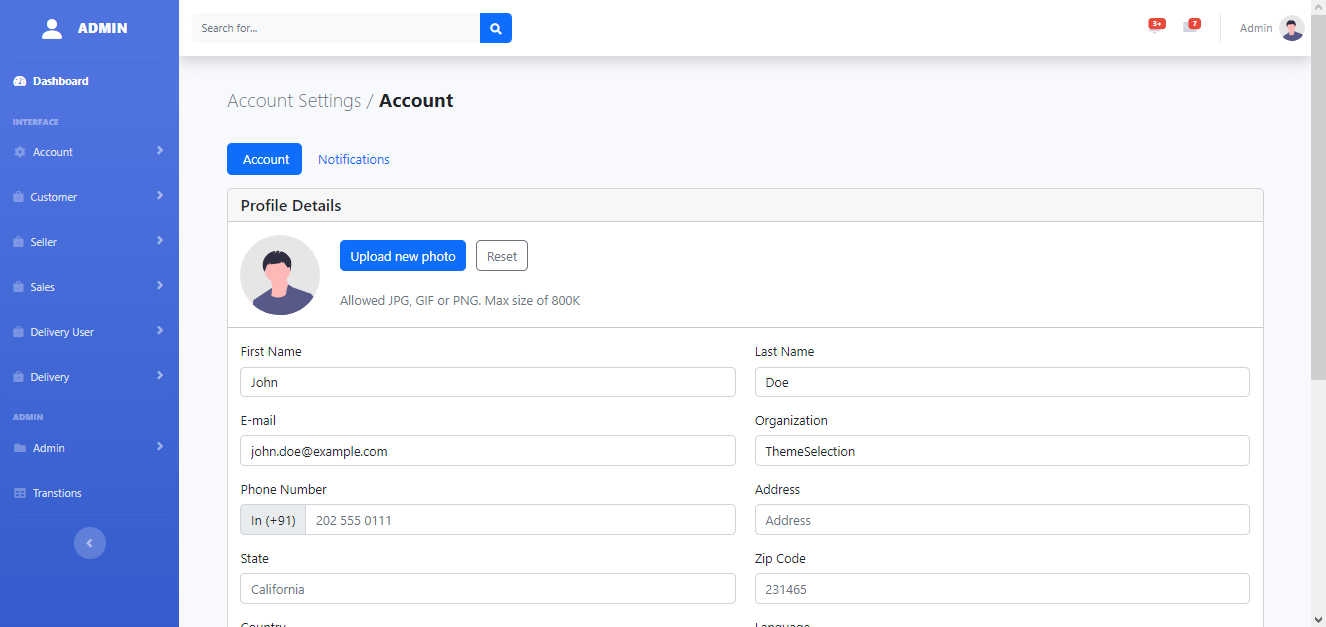 ADMIN
Dashboard
INTERFACE
Account
Customer
Seller
Sales
Delivery User
Delivery
ADMIN
Admin
Transtions
Search for...
3+
7
Admin
Account Settings / Account
Account Notifications
Profile Details
Upload new photo Reset
Allowed JPG, GIF or PNG. Max size of 800K
First Name Last Name
John Doe
E-mail Organization
john.doe@example.com ThemeSelection
Phone Number Address
In (+91) 202 555 0111 Address
State Zip Code
California 231465
Country Language